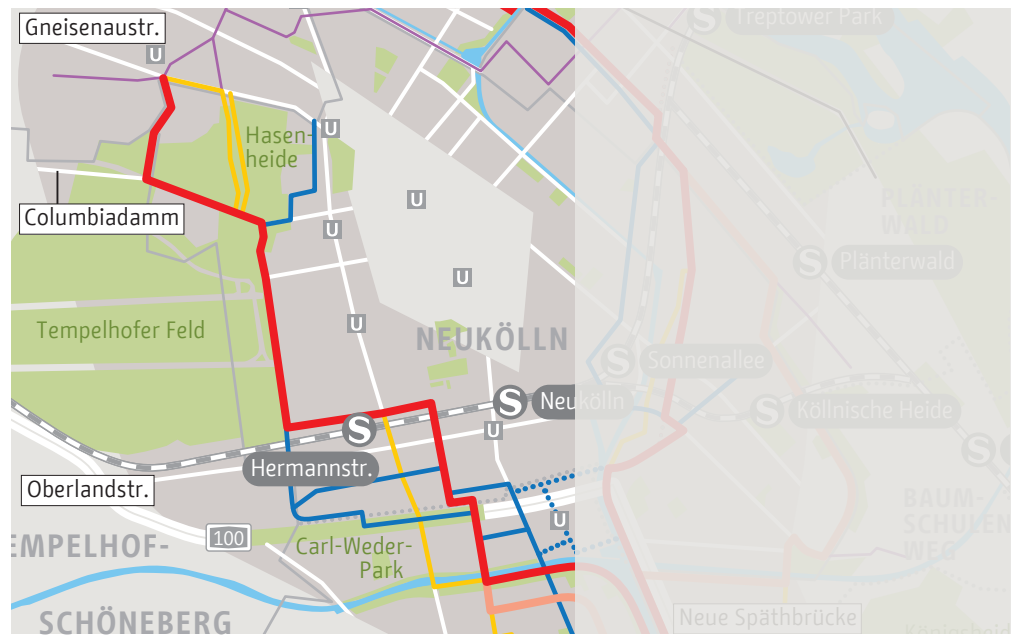 Gneisenaustr.
U
S
Treptower Park
Hasen-
heide
U
PLÄNTER-
WALD
U
Columbiadamm
U
S
Plänterwald
U
Tempelhofer Feld
U
NEUKÖLLN
S
Sonnenallee
S
Neukölln
S
Köllnische Heide
S
U
Hermannstr.
S
Oberlandstr.
BAUM-
SCHULEN
WEG
U
100
EMPELHOF-
Carl-Weder-
Park
SCHÖNEBERG
Neue Späthbrücke